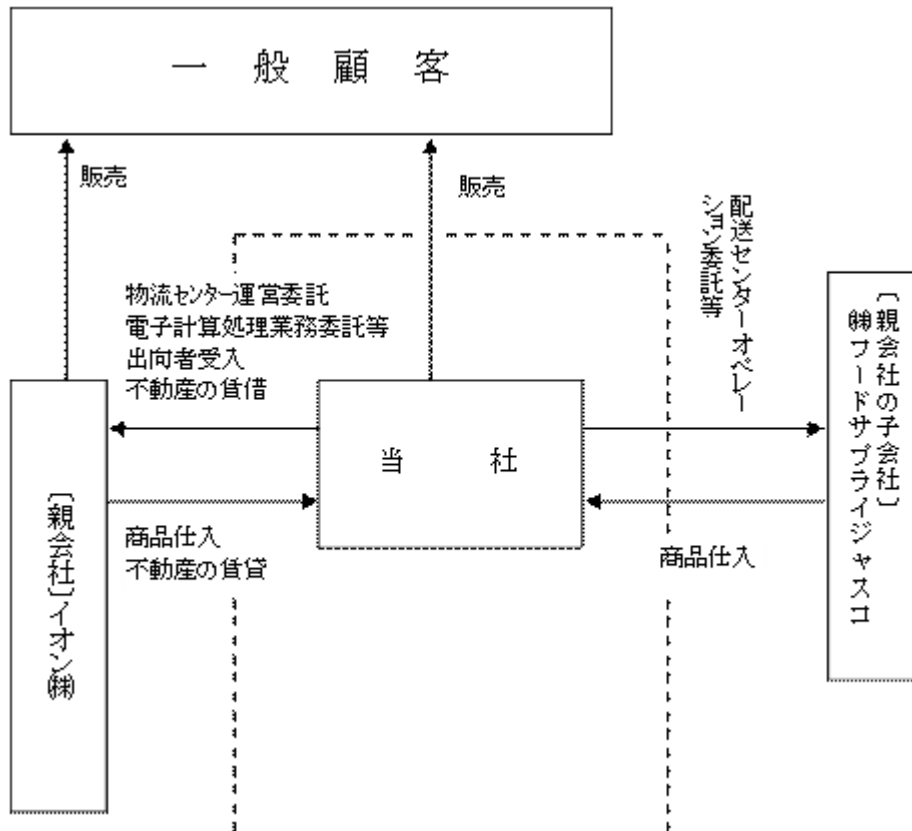 一般顧客
販売
販売
配送センターオペレー
ション委託等
物流センター運営委託
電子計算処理業務委託等
出向者受入
不動産の賃借
〔親会社の子会社〕
㈱フードサプライジャスコ
当社
〔親会社〕イオン㈱
商品仕入
不動産の賃貸
商品仕入